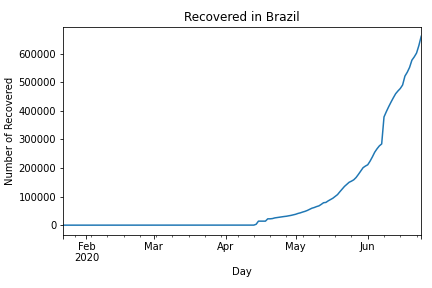 Recovered in Brazil
Number of Recovered
600000
500000
400000
300000
200000
100000
0
Feb Mar Apr May Jun
2020
Day